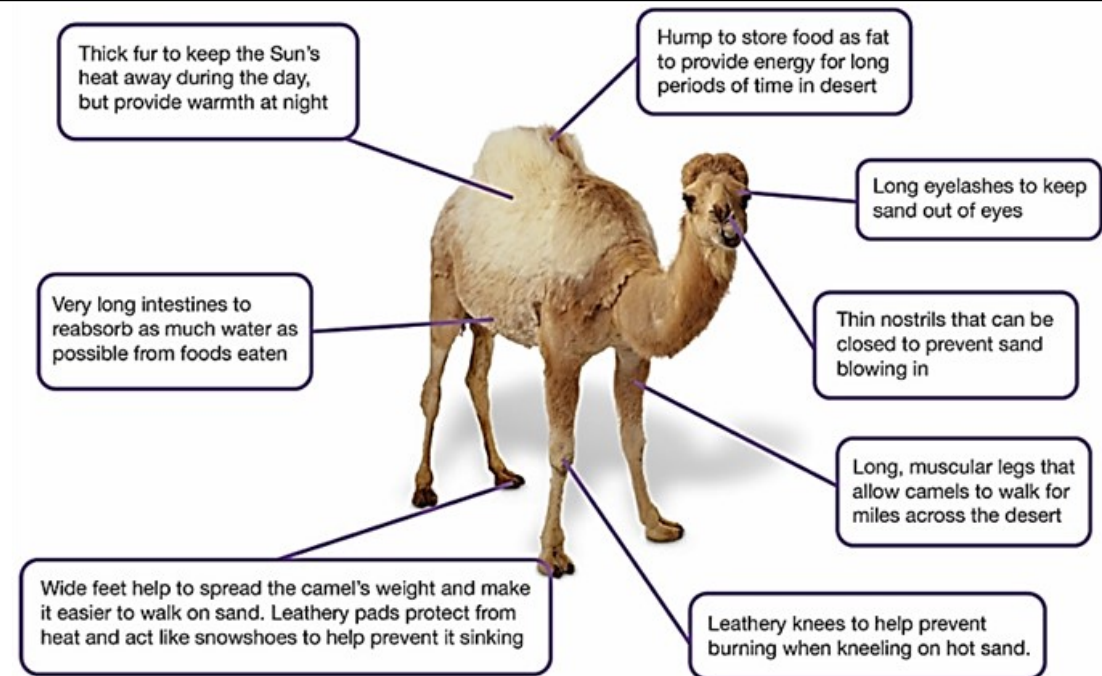 Thick fur to keep the Sun's
heat away during the day,
but provide warmth at night
Hump to store food as fat
to provide energy for long
periods of time in desert
Long eyelashes to keep
sand out of eyes
Very long intestines to
reabsorb as much water as
possible from foods eaten
Thin nostrils that can be
closed to prevent sand
blowing in
Long, muscular legs that
allow camels to walk for
miles across the desert
Wide feet help to spread the camel's weight and make
it easier to walk on sand. Leathery pads protect from
heat and act like snowshoes to help prevent it sinking
Leathery knees to help prevent
burning when kneeling on hot sand.